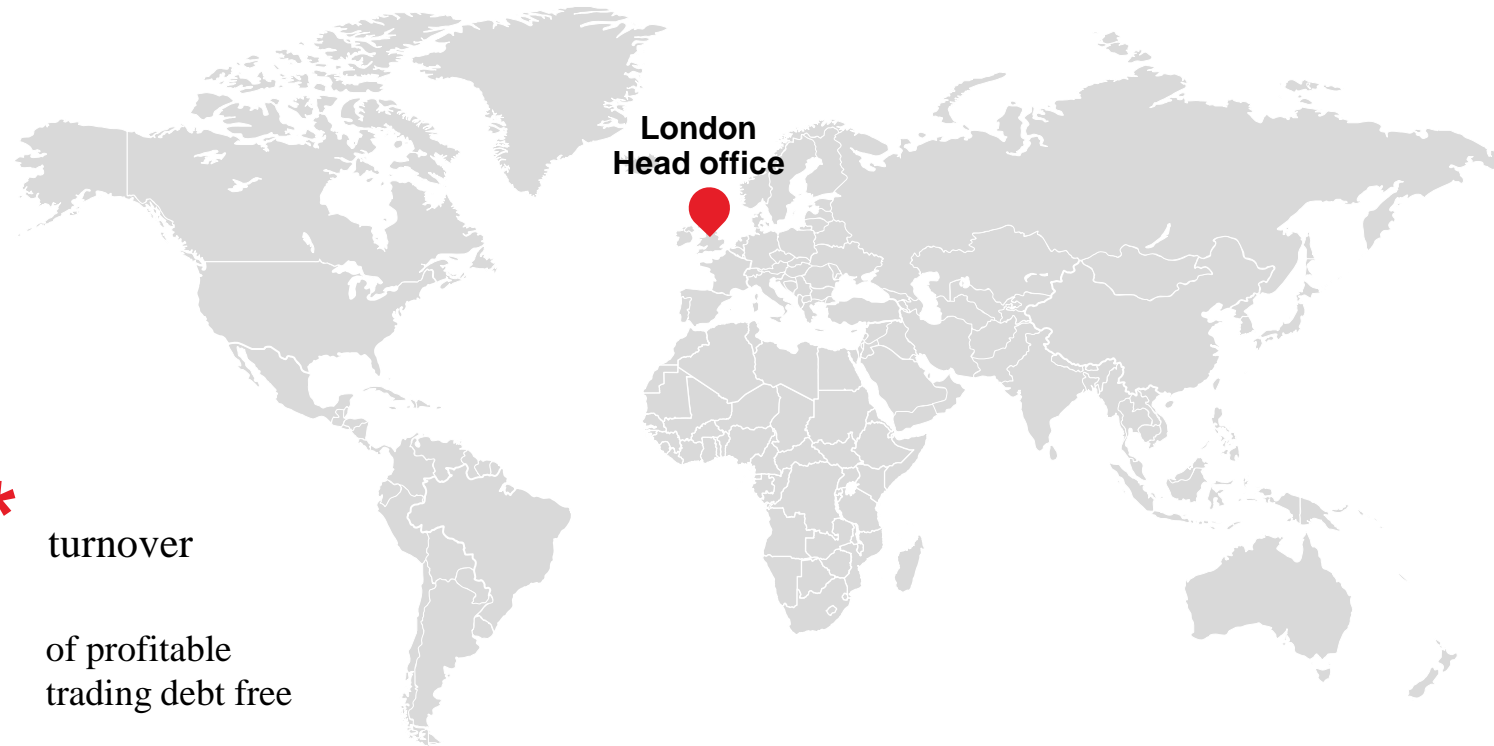 London
Head office
*
turnover
of profitable
trading debt free